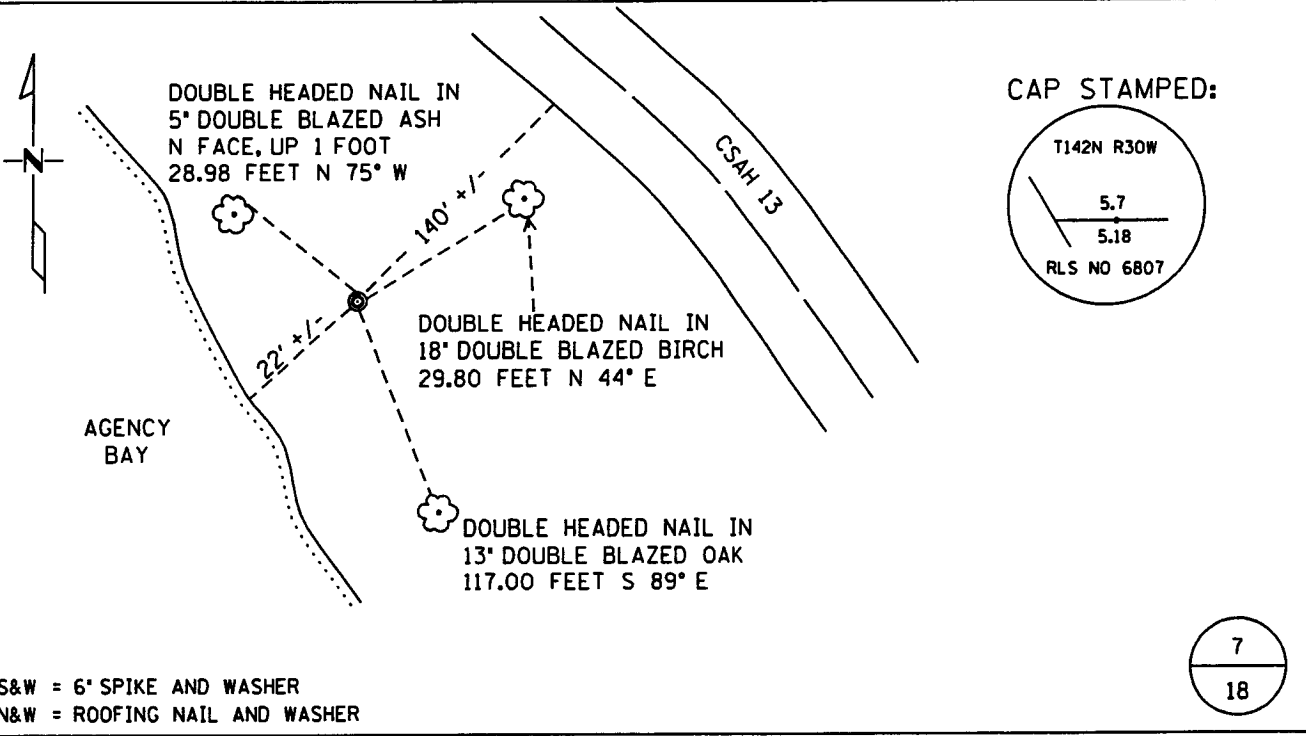 DOUBLE HEADED NAIL IN
5" DOUBLE BLAZED ASH
N FACE, UP 1 FOOT
28.98 FEET N 75° W
N
140' +/-
CSAH 13
CAP STAMPED:
T142N R30W
5.7
5.18
RLS NO 6807
22' +/-
DOUBLE HEADED NAIL IN
18" DOUBLE BLAZED BIRCH
29.80 FEET N 44° E
AGENCY
BAY
DOUBLE HEADED NAIL IN
13" DOUBLE BLAZED OAK
117.00 FEET S 89° E
S&W = 6" SPIKE AND WASHER
N&W = ROOFING NAIL AND WASHER
7
18